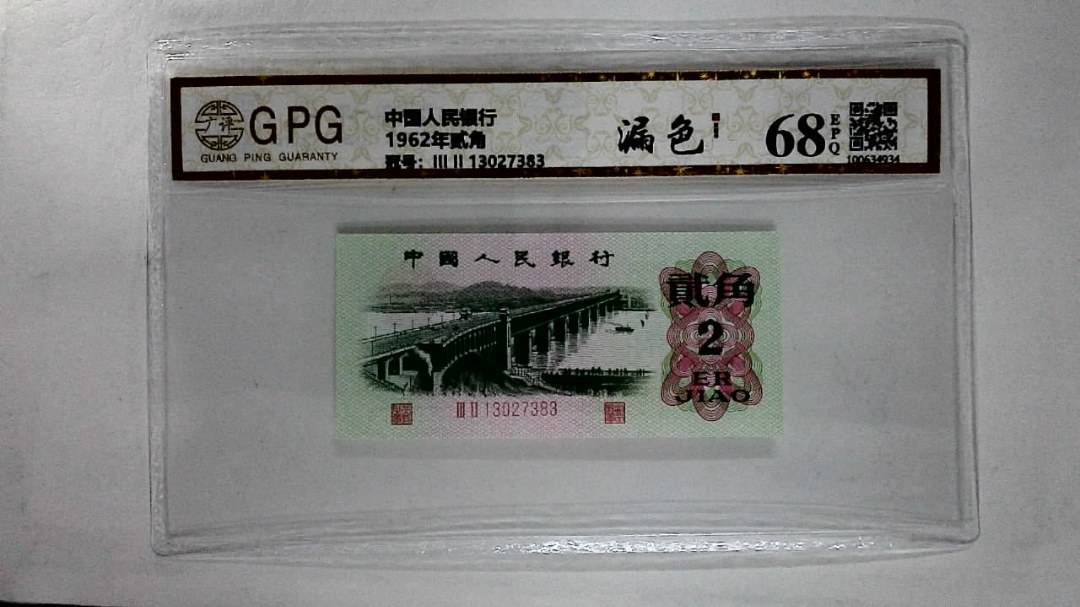 GPG
GUANG PING GUARANTY
中国人民银行
1962年贰角
冠号: III II 13027383
漏色
68
EPQ
100634934
中國人民銀行
貳角
2
ER
JIAO
III II 13027383